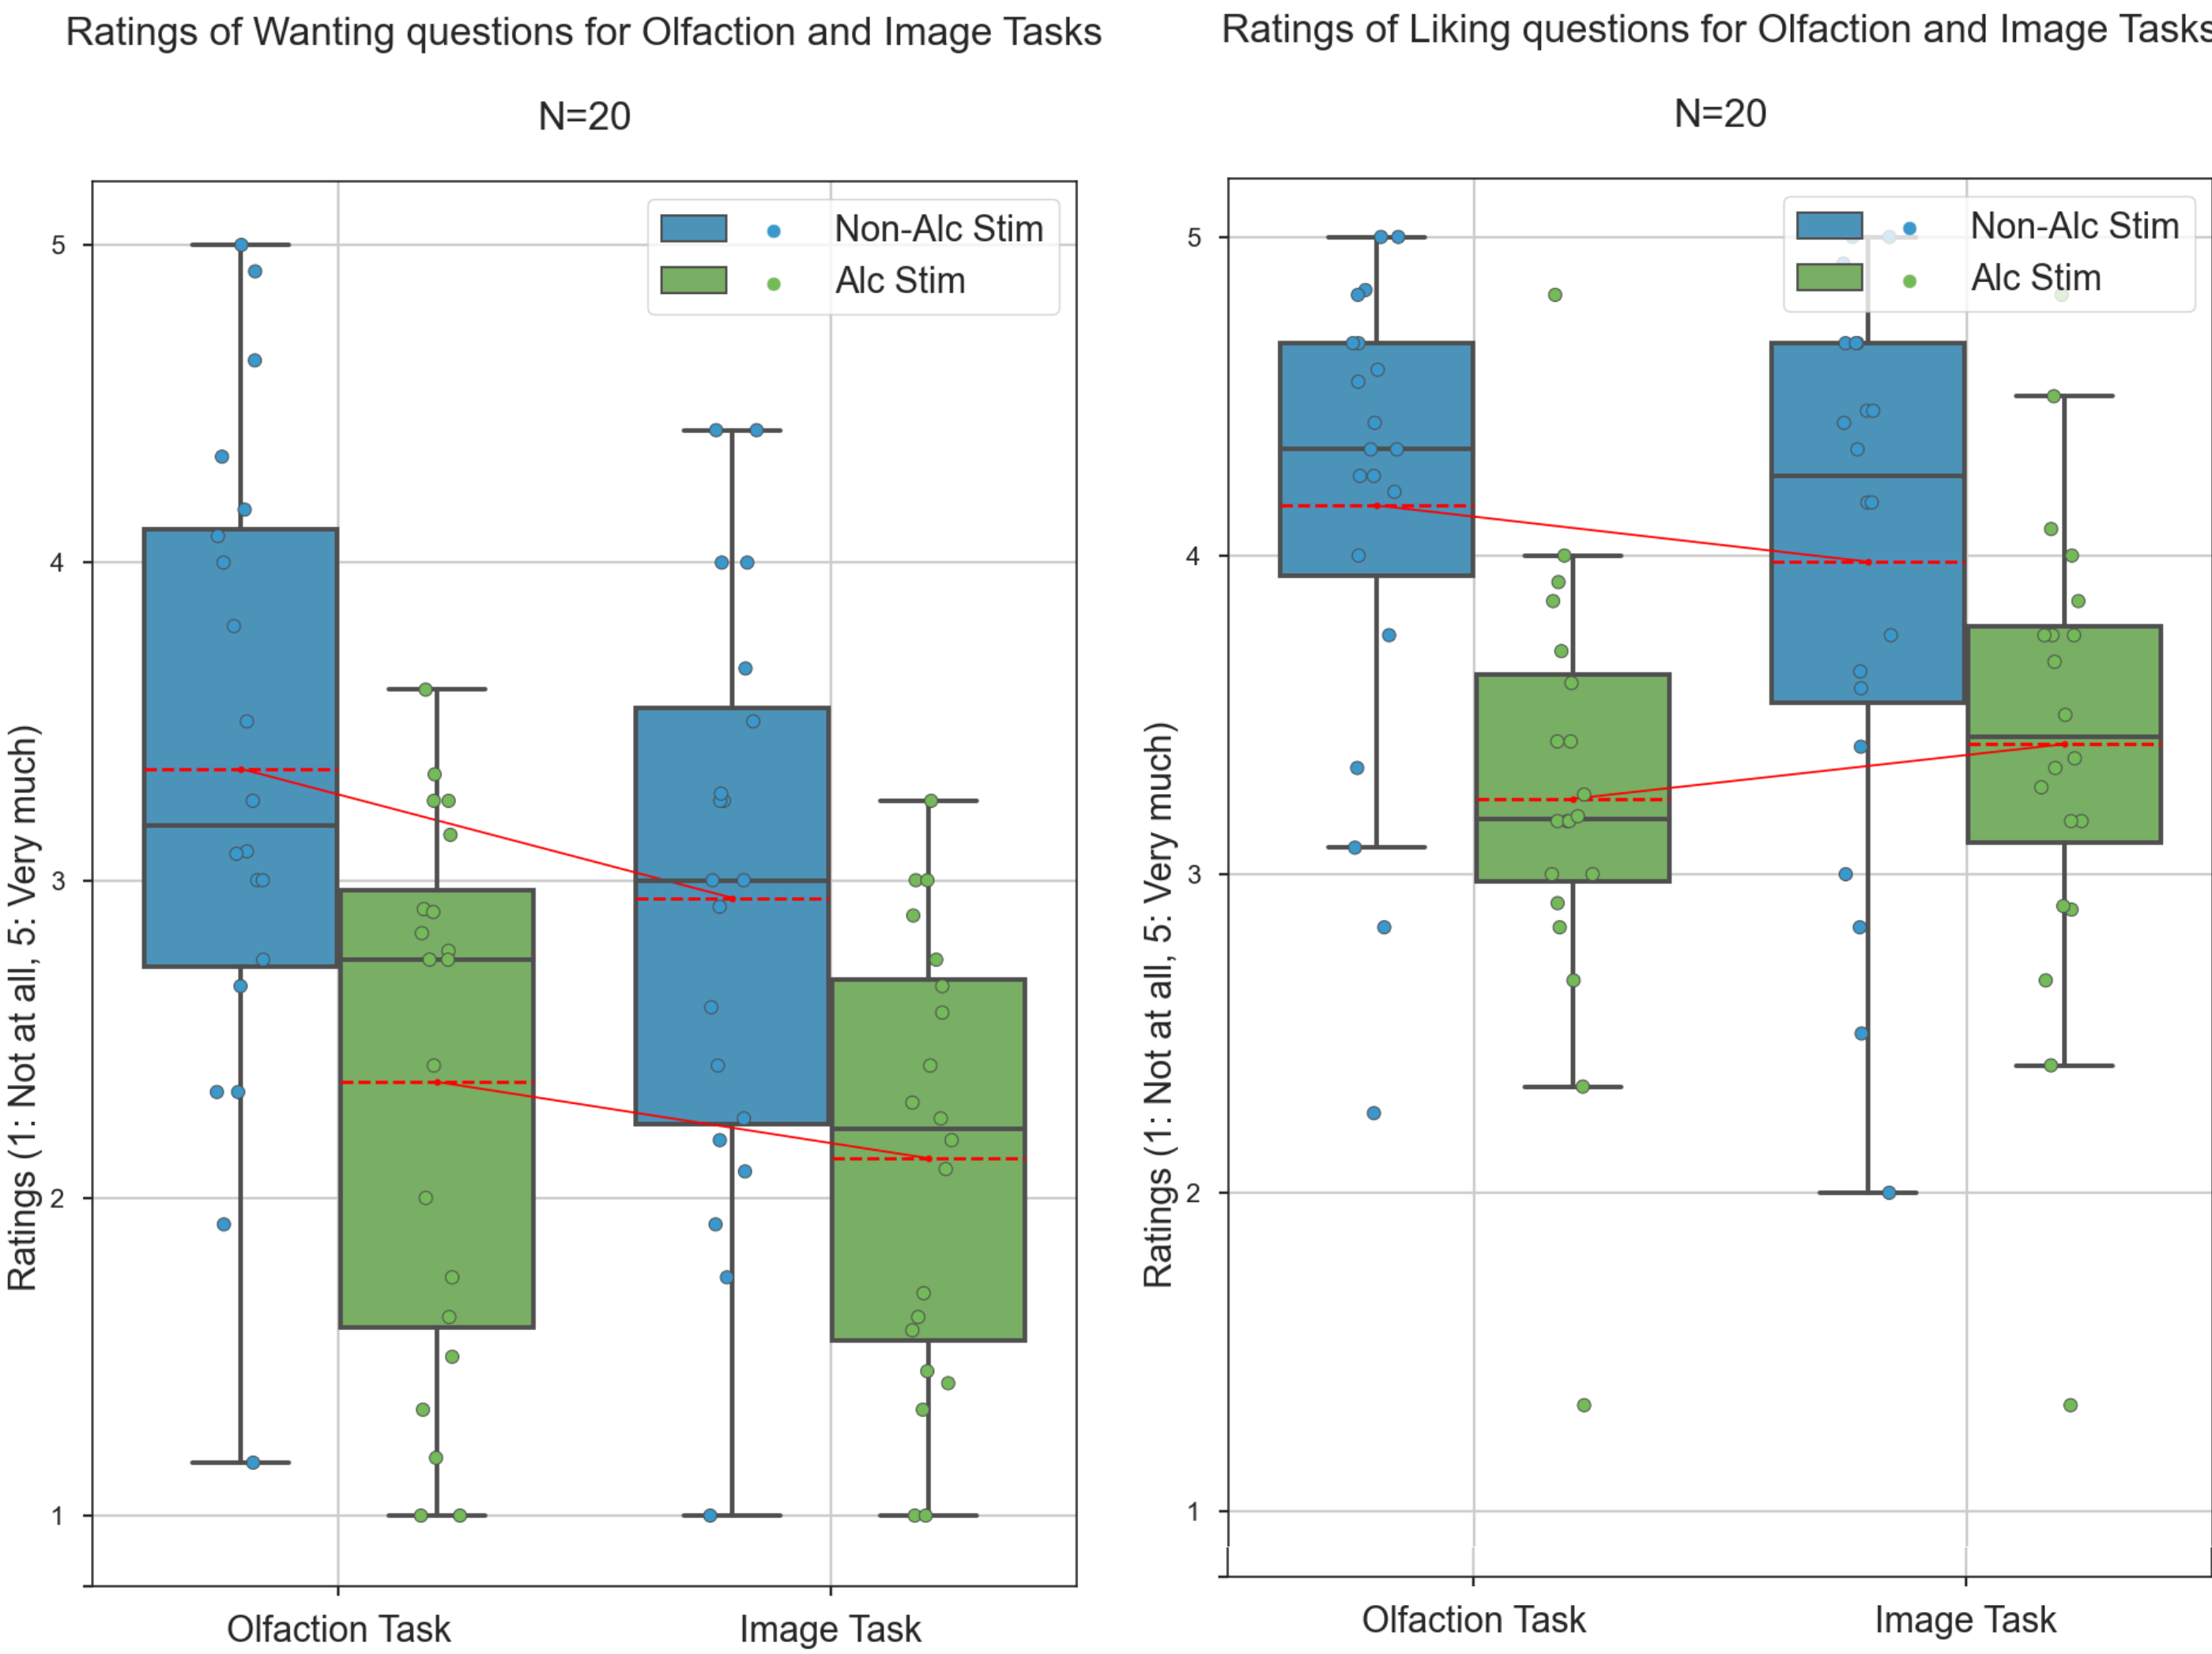 Ratings of Wanting questions for Olfaction and Image Tasks
N=20
Non-Alc Stim
Alc Stim
5
4
3
2
1
Ratings (1: Not at all, 5: Very much)
Olfaction Task
Image Task
Ratings of Liking questions for Olfaction and Image Tasks
N=20
Non-Alc Stim
Alc Stim
5
4
3
2
1
Ratings (1: Not at all, 5: Very much)
Olfaction Task
Image Task